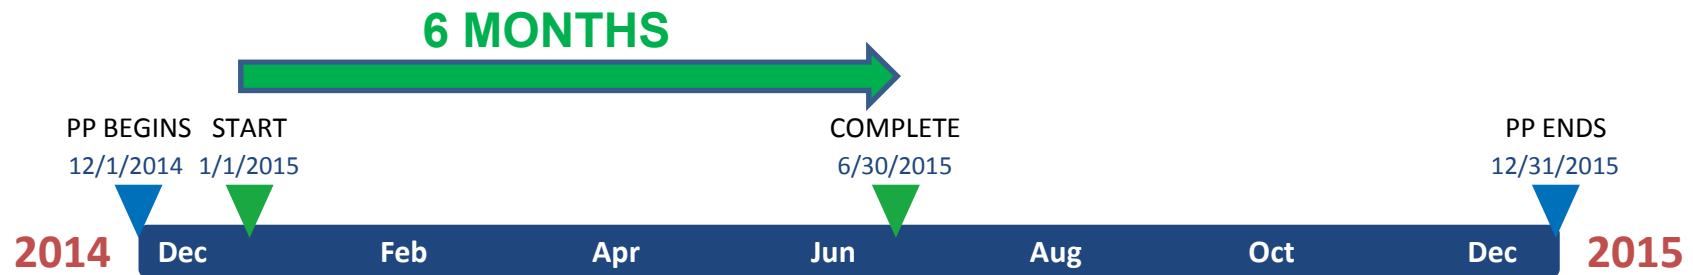 6 MONTHS
PP BEGINS START COMPLETE PP ENDS
12/1/2014 1/1/2015 6/30/2015 12/31/2015
2014 Dec Feb Apr Jun Aug Oct Dec 2015